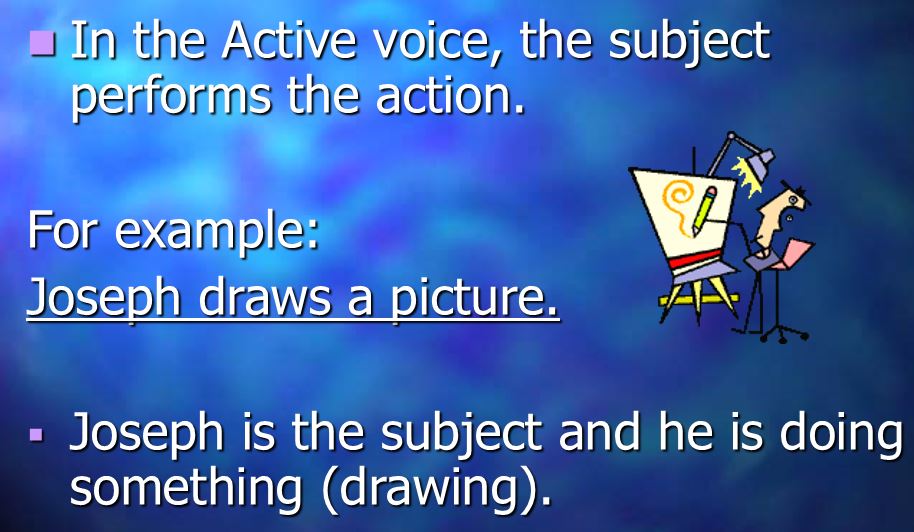 In the Active voice, the subject
performs the action.
For example:
Joseph draws a picture.
Joseph is the subject and he is doing
something (drawing).